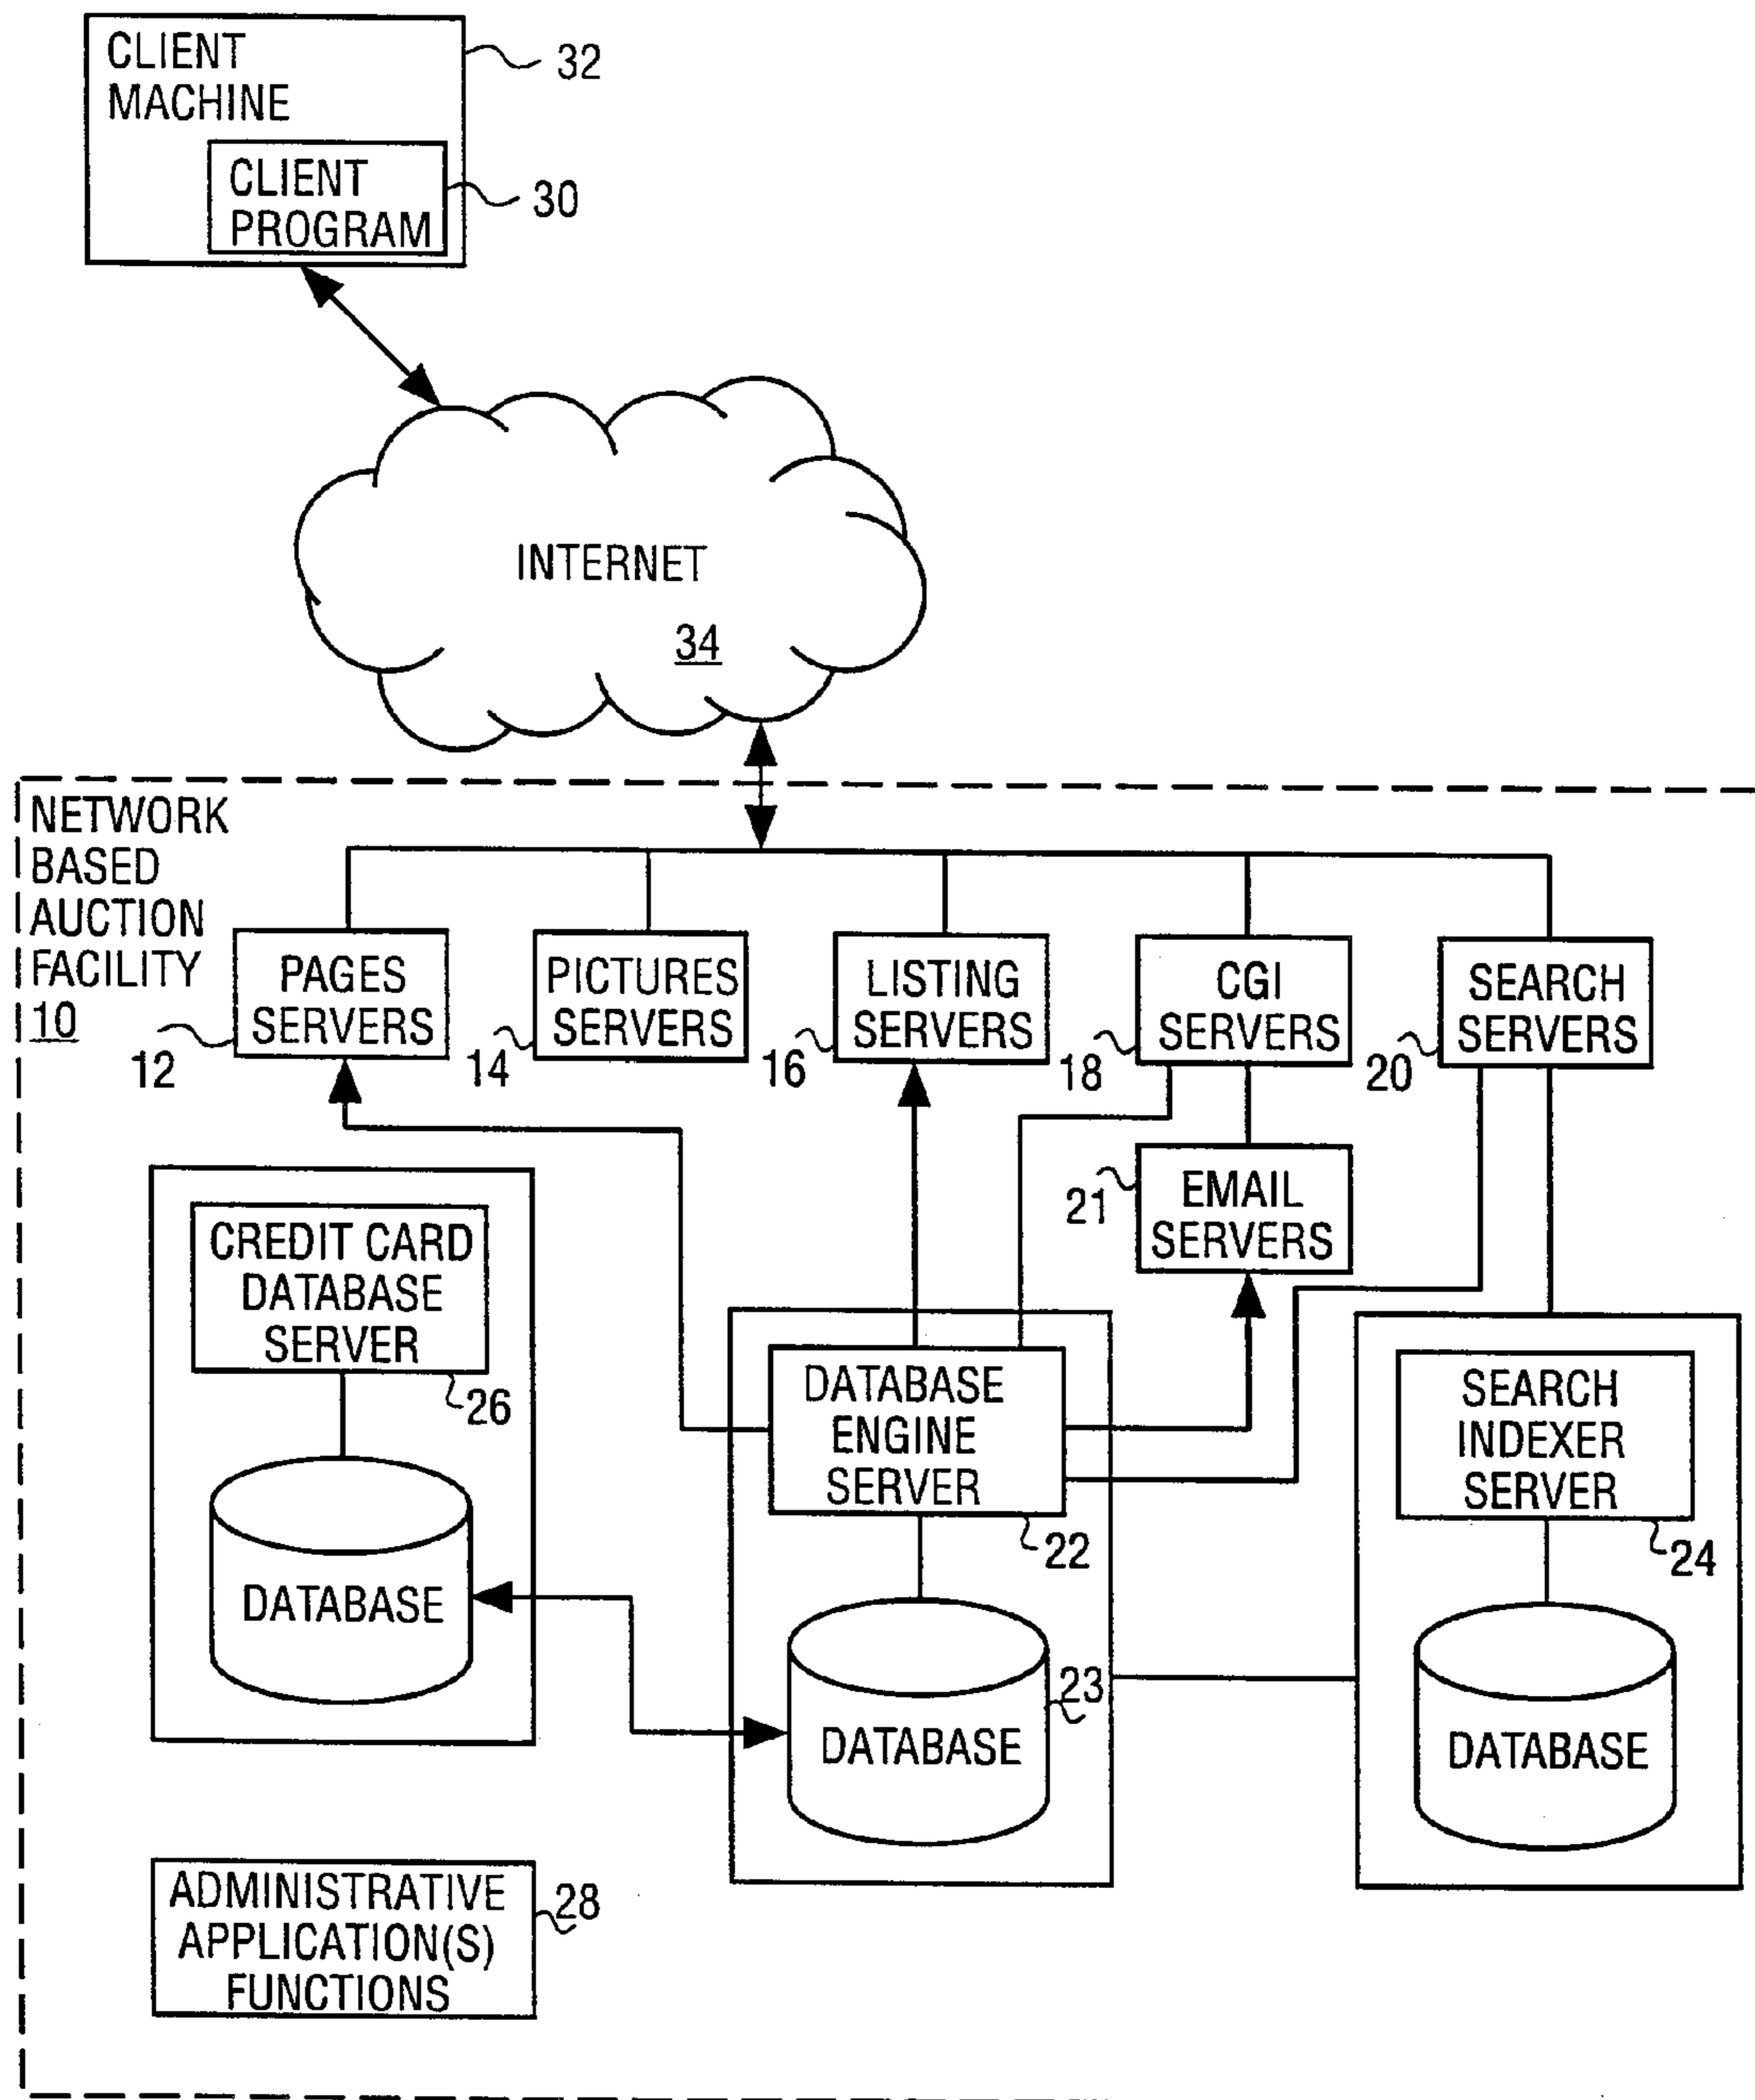 CLIENT
MACHINE
32
CLIENT
PROGRAM
30
INTERNET
34
NETWORK
BASED
AUCTION
FACILITY
10
PAGES
SERVERS
12
PICTURES
SERVERS
14
LISTING
SERVERS
16
CGI
SERVERS
18
SEARCH
SERVERS
20
EMAIL
SERVERS
21
CREDIT CARD
DATABASE
SERVER
26
DATABASE
DATABASE
ENGINE
SERVER
22
DATABASE
23
SEARCH
INDEXER
SERVER
24
DATABASE
ADMINISTRATIVE
APPLICATION(S)
FUNCTIONS
28